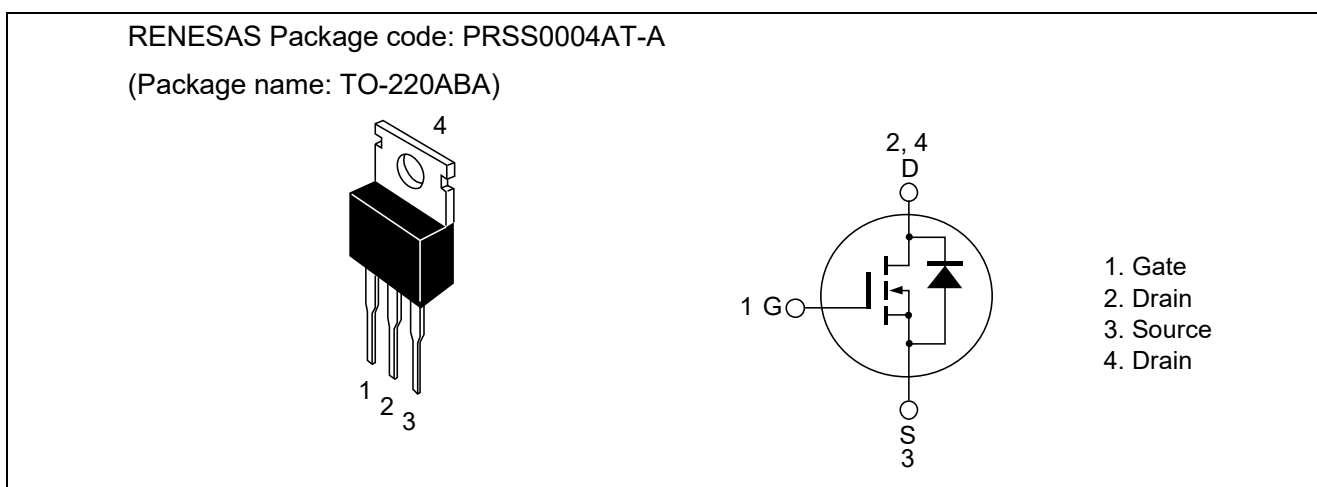 RENESAS Package code: PRSS0004AT-A
(Package name: TO-220ABA)
4
1
2
3
2, 4
D
1 G
S
3
1. Gate
2. Drain
3. Source
4. Drain